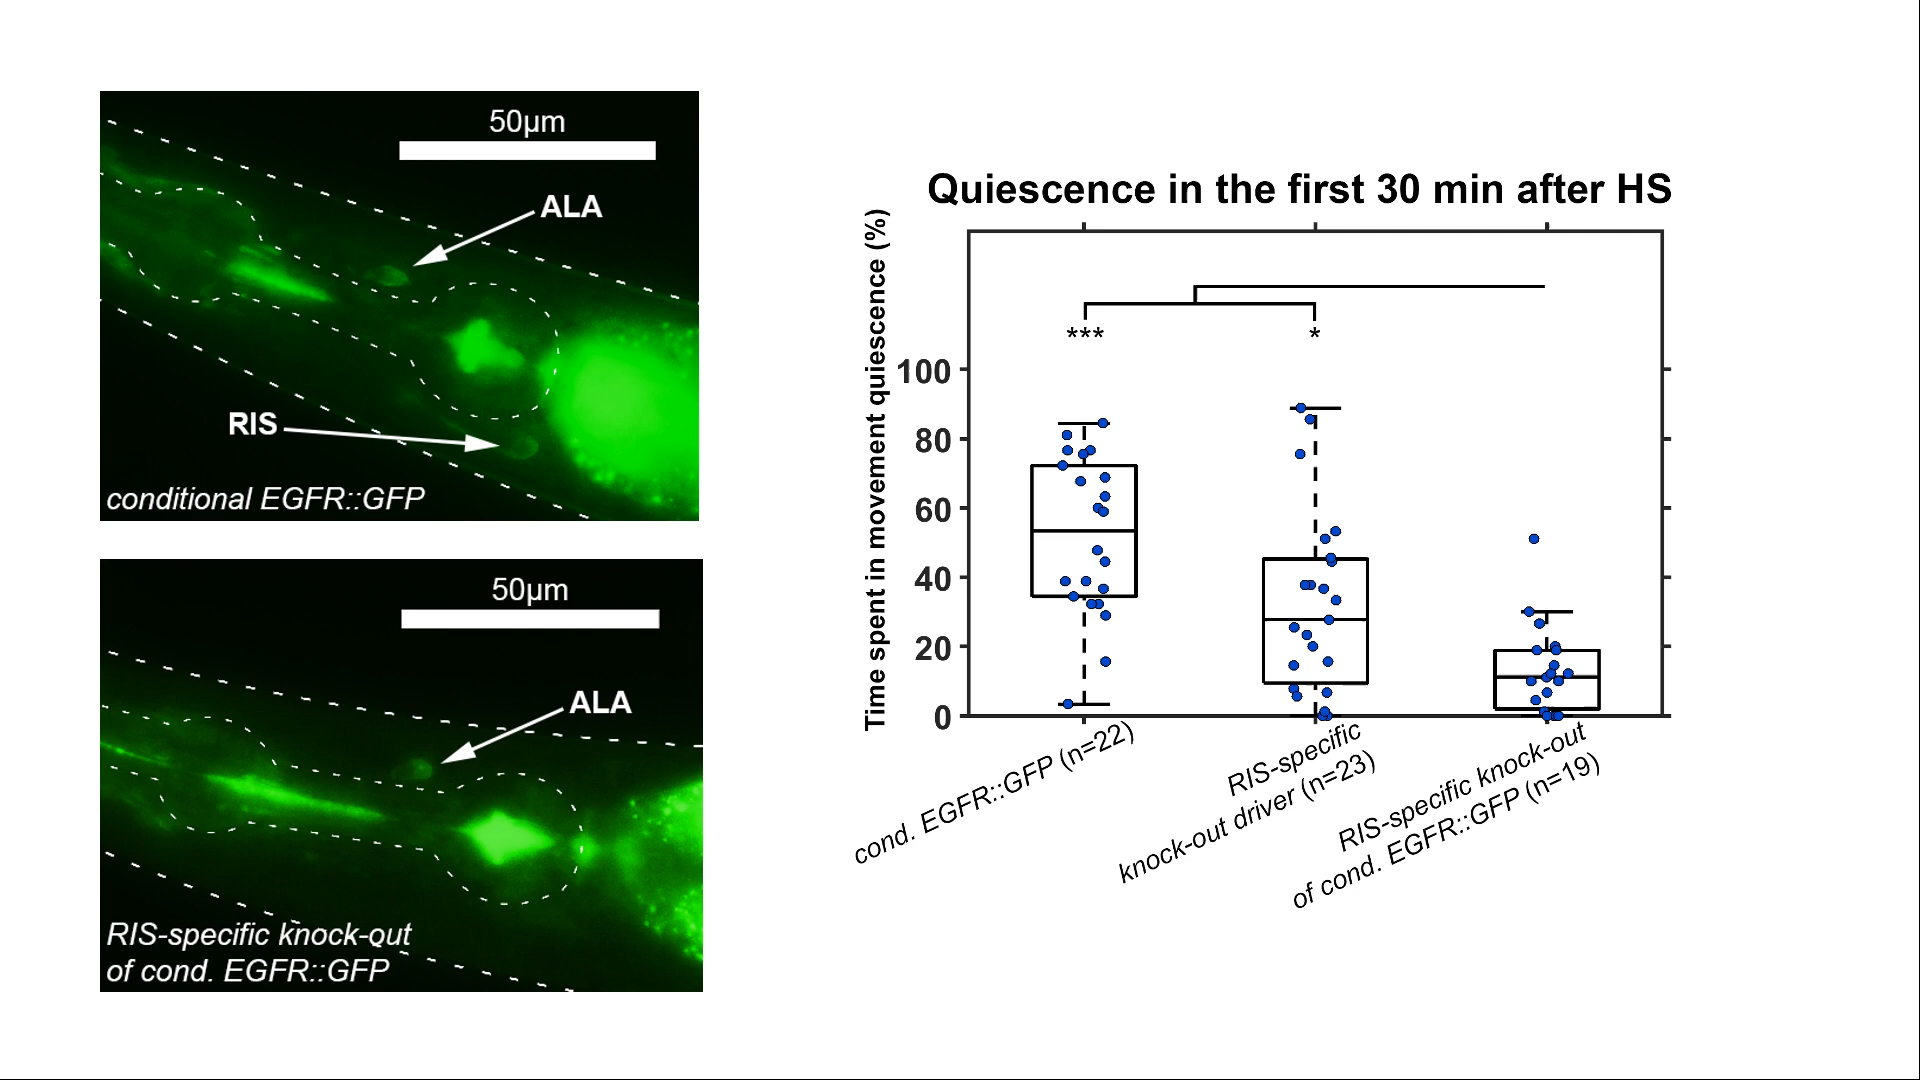 50µm
ALA
RIS
conditional EGFR::GFP
50µm
ALA
RIS-specific knock-out
of cond. EGFR::GFP
Quiescence in the first 30 min after HS
Time spent in movement quiescence (%)
***
*
100
80
60
40
20
0
cond. EGFR::GFP (n=22)
RIS-specific
knock-out driver (n=23)
RIS-specific knock-out
of cond. EGFR::GFP (n=19)